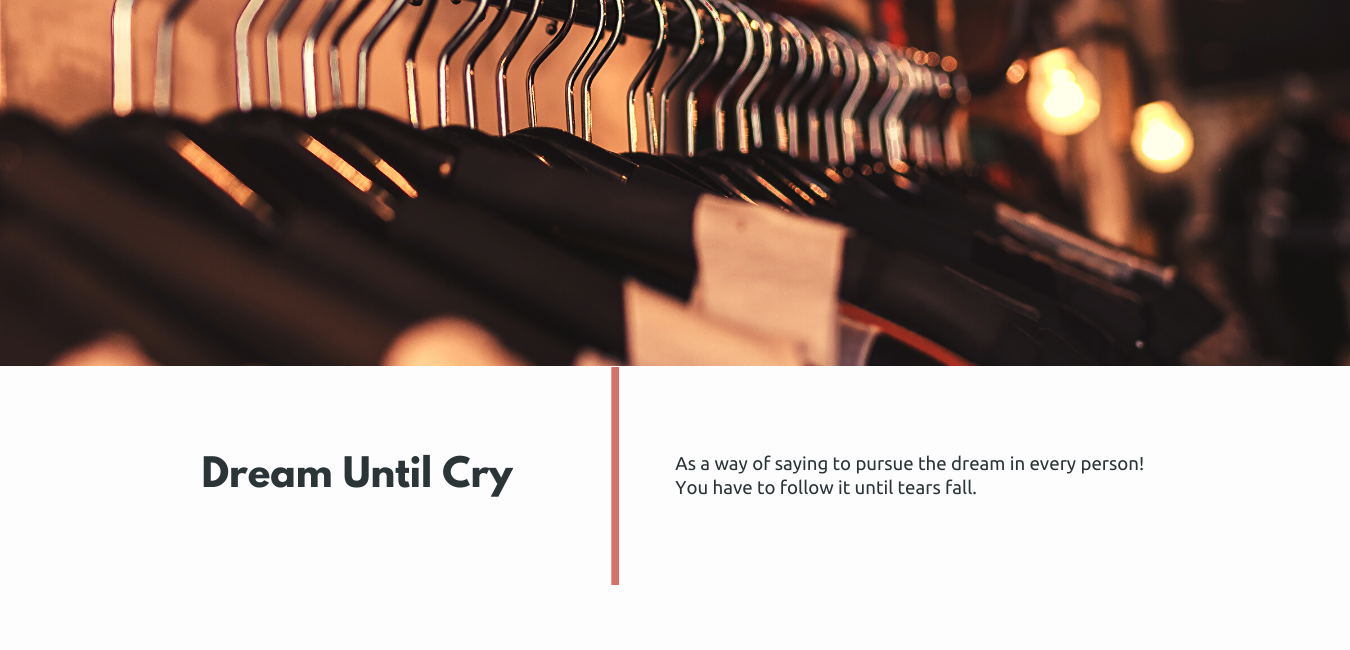 Dream Until Cry
As a way of saying to pursue the dream in every person!
You have to follow it until tears fall.